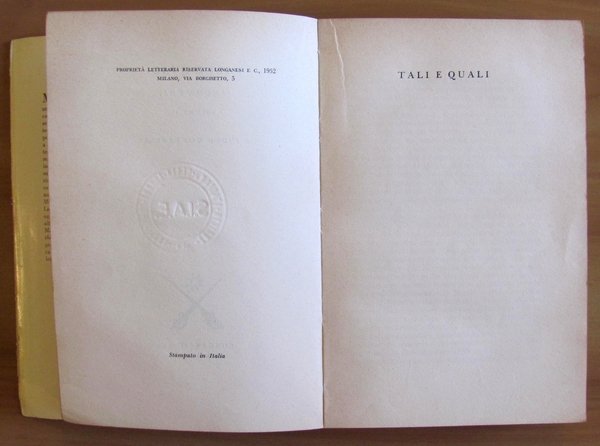 PROPRIETÀ LETTERARIA RISERVATA LONGANESI E C., 1952
MILANO, VIA BORGHETTO, 5
S.I.A.E.
Stampato in Italia
TALI E QUALI